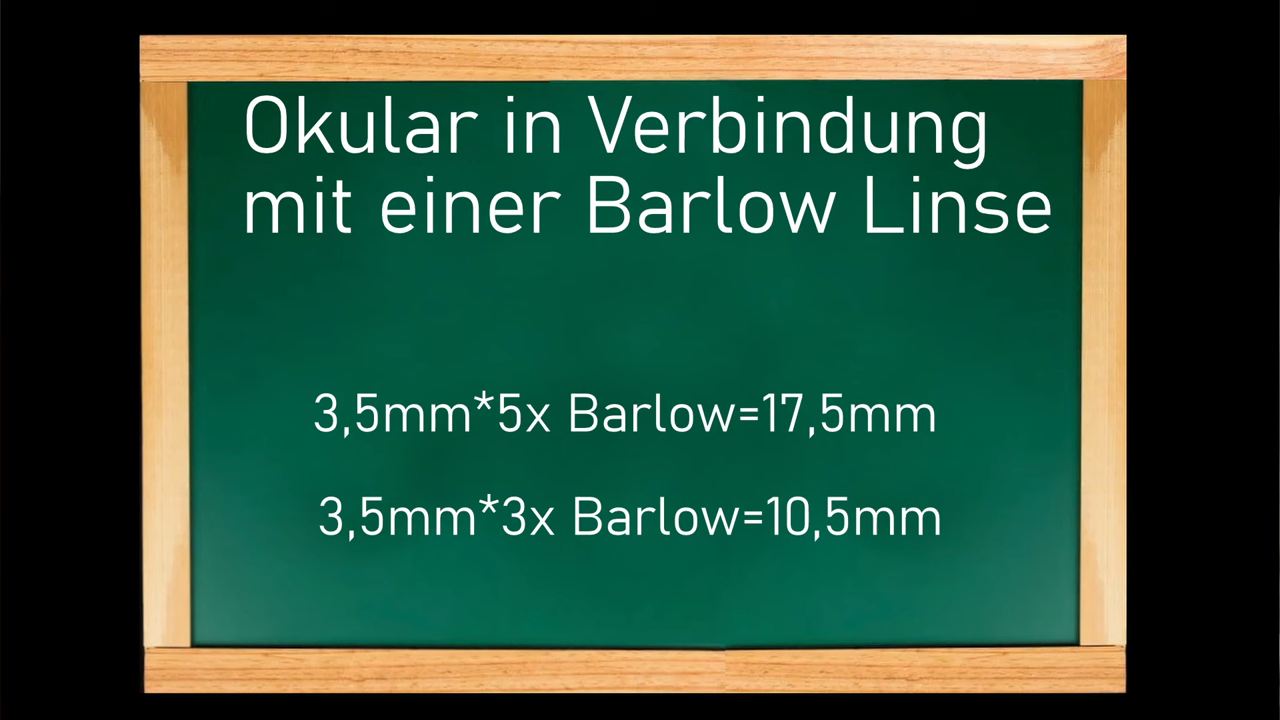 Okular in Verbindung
mit einer Barlow Linse
3,5mm*5x Barlow=17,5mm
3,5mm*3x Barlow=10,5mm